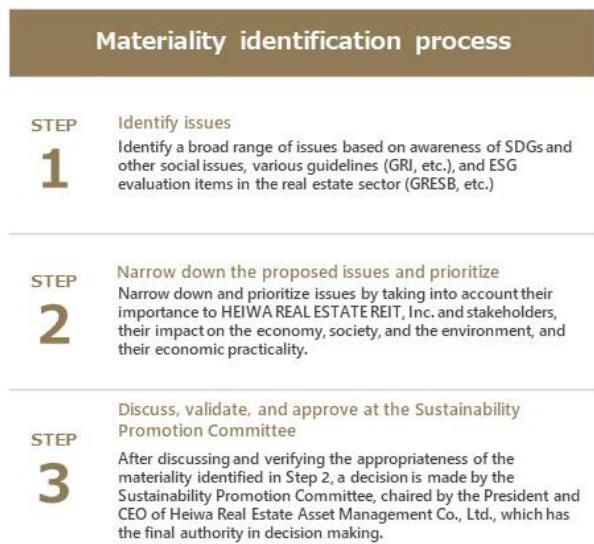 Materiality identification process
STEP
1
Identify issues
Identify a broad range of issues based on awareness of SDGs and
other social issues, various guidelines (GRI, etc.), and ESG
evaluation items in the real estate sector (GRESB, etc.)
STEP
2
Narrow down the proposed issues and prioritize
Narrow down and prioritize issues by taking into account their
importance to HEIWA REAL ESTATE REIT, Inc. and stakeholders,
their impact on the economy, society, and the environment, and
their economic practicality.
STEP
3
Discuss, validate, and approve at the Sustainability
Promotion Committee
After discussing and verifying the appropriateness of the
materiality identified in Step 2, a decision is made by the
Sustainability Promotion Committee, chaired by the President and
CEO of Heiwa Real Estate Asset Management Co., Ltd., which has
the final authority in decision making.